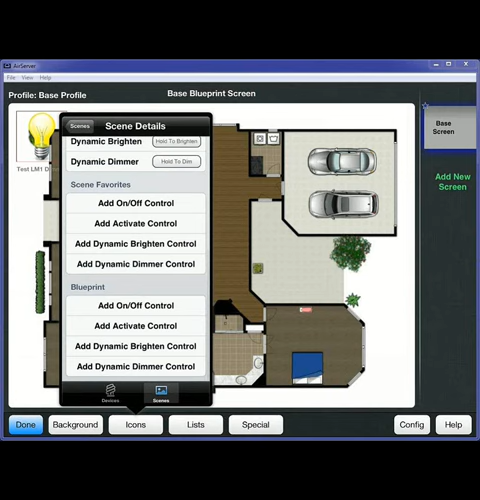 AirServer
File View Help
Profile: Base Profile
Base Blueprint Screen
Scenes
Scene Details
Base
Screen
Dynamic Brighten
Hold To Brighten
Dynamic Dimmer
Hold To Dim
Test LM1 D
Add New
Screen
Scene Favorites
Add On/Off Control
Add Activate Control
Add Dynamic Brighten Control
Add Dynamic Dimmer Control
Blueprint
Add On/Off Control
Add Activate Control
Add Dynamic Brighten Control
Add Dynamic Dimmer Control
Devices
Scenes
Done
Background
Icons
Lists
Special
Config
Help